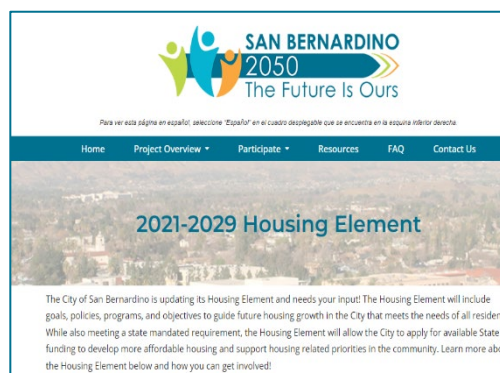 SAN BERNARDINO
2050
The Future Is Ours
Para ver esta página en español, seleccione "Español" en el cuadro desplegable que se encuentra en la esquina inferior derecha.
Home Project Overview Participate Resources FAQ Contact Us
2021-2029 Housing Element
The City of San Bernardino is updating its Housing Element and needs your input! The Housing Element will include
goals, policies, programs, and objectives to guide future housing growth in the City that meets the needs of all residen
While also meeting a state mandated requirement, the Housing Element will allow the City to apply for available State
funding to develop more affordable housing and support housing related priorities in the community. Learn more abo
the Housing Element below and how you can get involved!